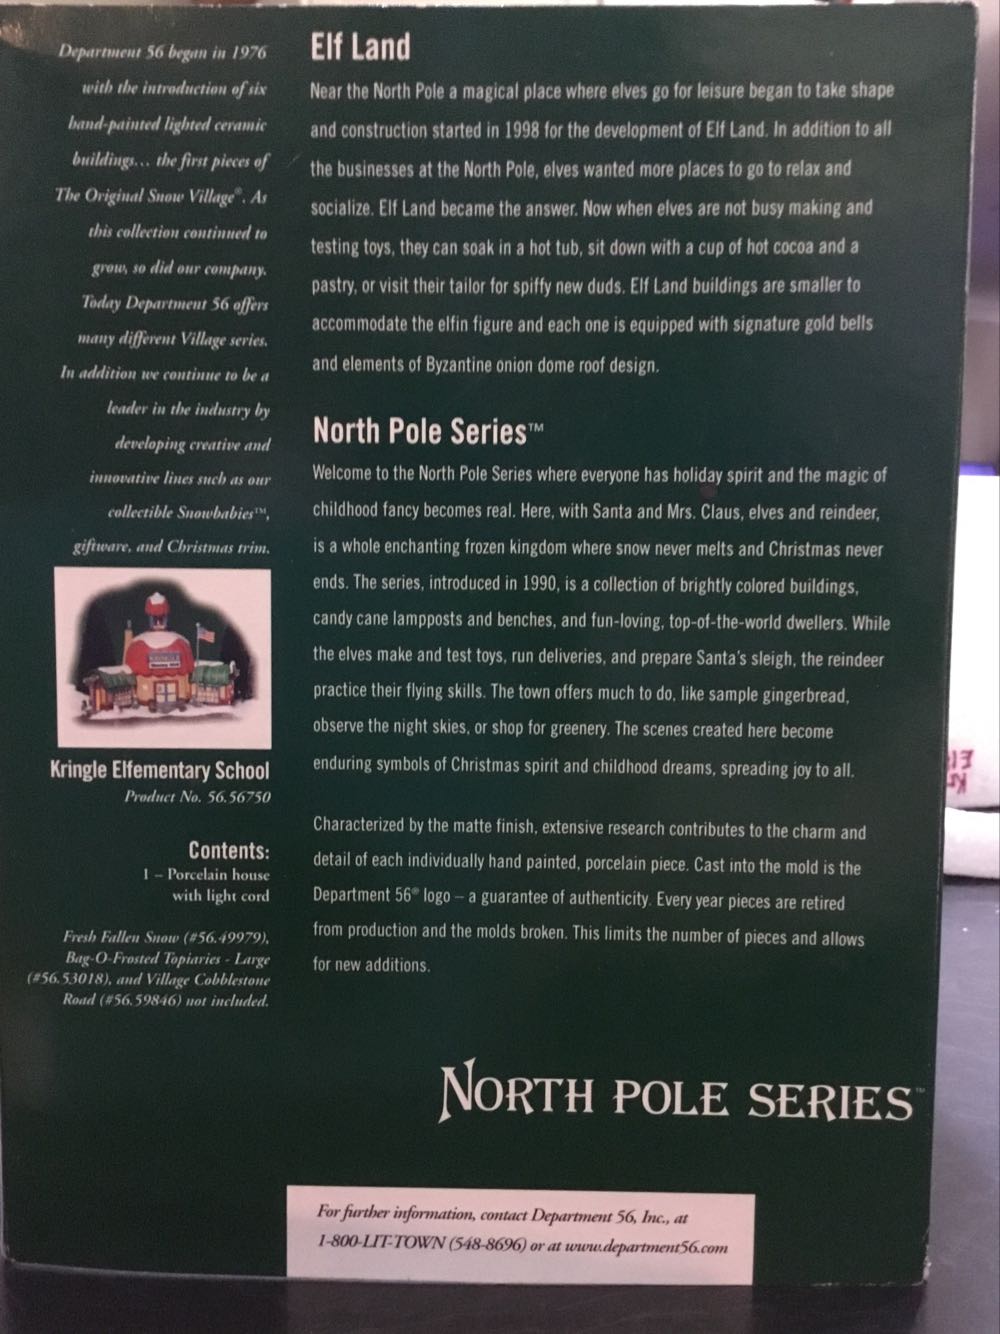 Department 56 began in 1976
with the introduction of six
hand-painted lighted ceramic
buildings... the first pieces of
The Original Snow Village®. As
this collection continued to
grow, so did our company.
Today Department 56 offers
many different Village series.
In addition we continue to be a
leader in the industry by
developing creative and
innovative lines such as our
collectible Snowbabies™,
giftware, and Christmas trim.
Kringle Elfementary School
Product No. 56.56750
Contents:
1 – Porcelain house
with light cord
Fresh Fallen Snow (#56.49979),
Bag-O-Frosted Topiaries - Large
(#56.53018), and Village Cobblestone
Road (#56.59846) not included.
Elf Land
Near the North Pole a magical place where elves go for leisure began to take shape
and construction started in 1998 for the development of Elf Land. In addition to all
the businesses at the North Pole, elves wanted more places to go to relax and
socialize. Elf Land became the answer. Now when elves are not busy making and
testing toys, they can soak in a hot tub, sit down with a cup of hot cocoa and a
pastry, or visit their tailor for spiffy new duds. Elf Land buildings are smaller to
accommodate the elfin figure and each one is equipped with signature gold bells
and elements of Byzantine onion dome roof design.
North Pole Series™
Welcome to the North Pole Series where everyone has holiday spirit and the magic of
childhood fancy becomes real. Here, with Santa and Mrs. Claus, elves and reindeer,
is a whole enchanting frozen kingdom where snow never melts and Christmas never
ends. The series, introduced in 1990, is a collection of brightly colored buildings,
candy cane lampposts and benches, and fun-loving, top-of-the-world dwellers. While
the elves make and test toys, run deliveries, and prepare Santa's sleigh, the reindeer
practice their flying skills. The town offers much to do, like sample gingerbread,
observe the night skies, or shop for greenery. The scenes created here become
enduring symbols of Christmas spirit and childhood dreams, spreading joy to all.
Characterized by the matte finish, extensive research contributes to the charm and
detail of each individually hand painted, porcelain piece. Cast into the mold is the
Department 56® logo – a guarantee of authenticity. Every year pieces are retired
from production and the molds broken. This limits the number of pieces and allows
for new additions.
NORTH POLE SERIES™
For further information, contact Department 56, Inc., at
1-800-LIT-TOWN (548-8696) or at www.department56.com